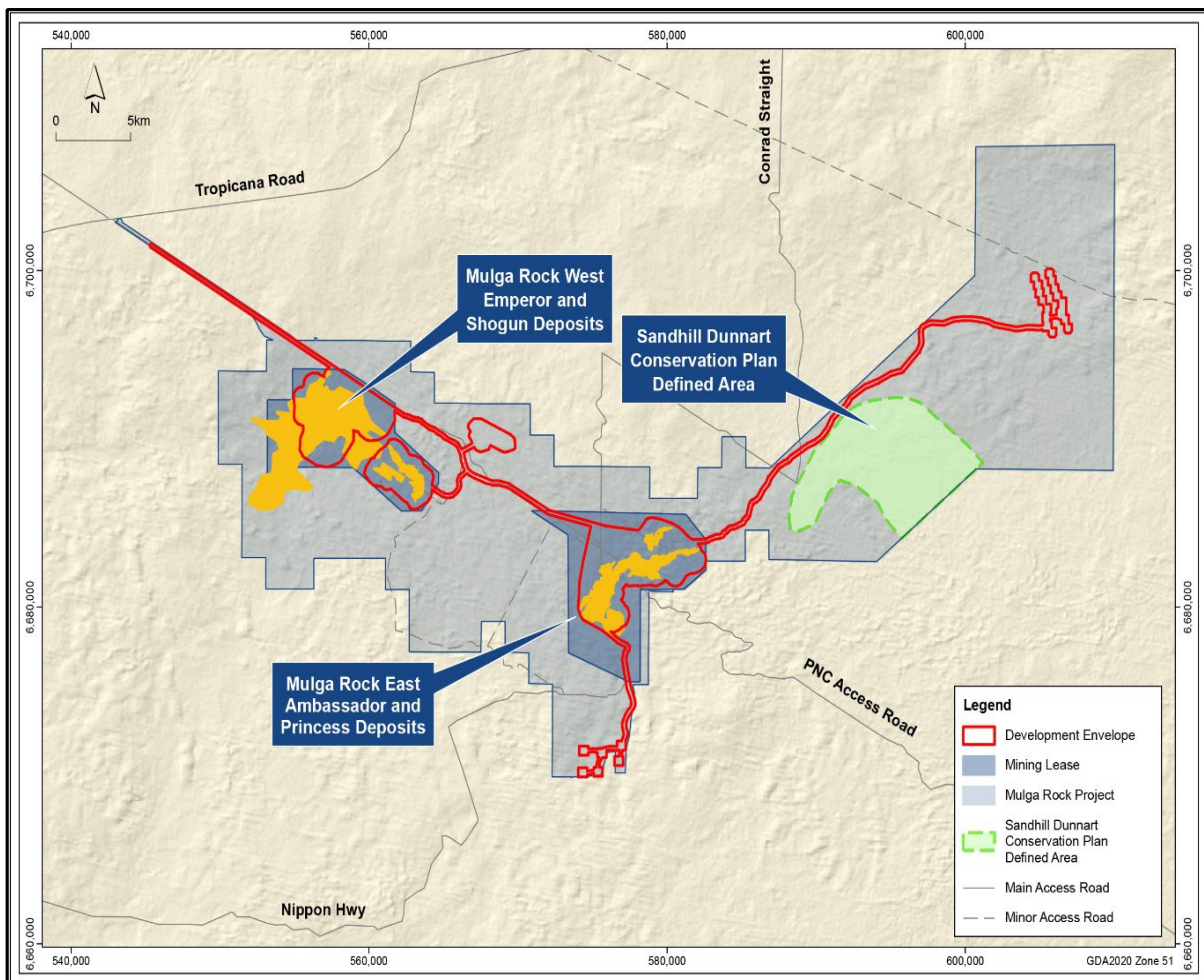 540,000
560,000
580,000
600,000
N
0
5km
Conrad Straight
Tropicana Road
6,700,000
6,700,000
Mulga Rock West
Emperor and
Shogun Deposits
Sandhill Dunnart
Conservation Plan
Defined Area
6,680,000
6,680,000
Mulga Rock East
Ambassador and
Princess Deposits
PNC Access Road
Nippon Hwy
Legend
Development Envelope
Mining Lease
Mulga Rock Project
Sandhill Dunnart
Conservation Plan
Defined Area
Main Access Road
Minor Access Road
6,660,000
6,660,000
540,000
560,000
580,000
600,000
GDA2020 Zone 51